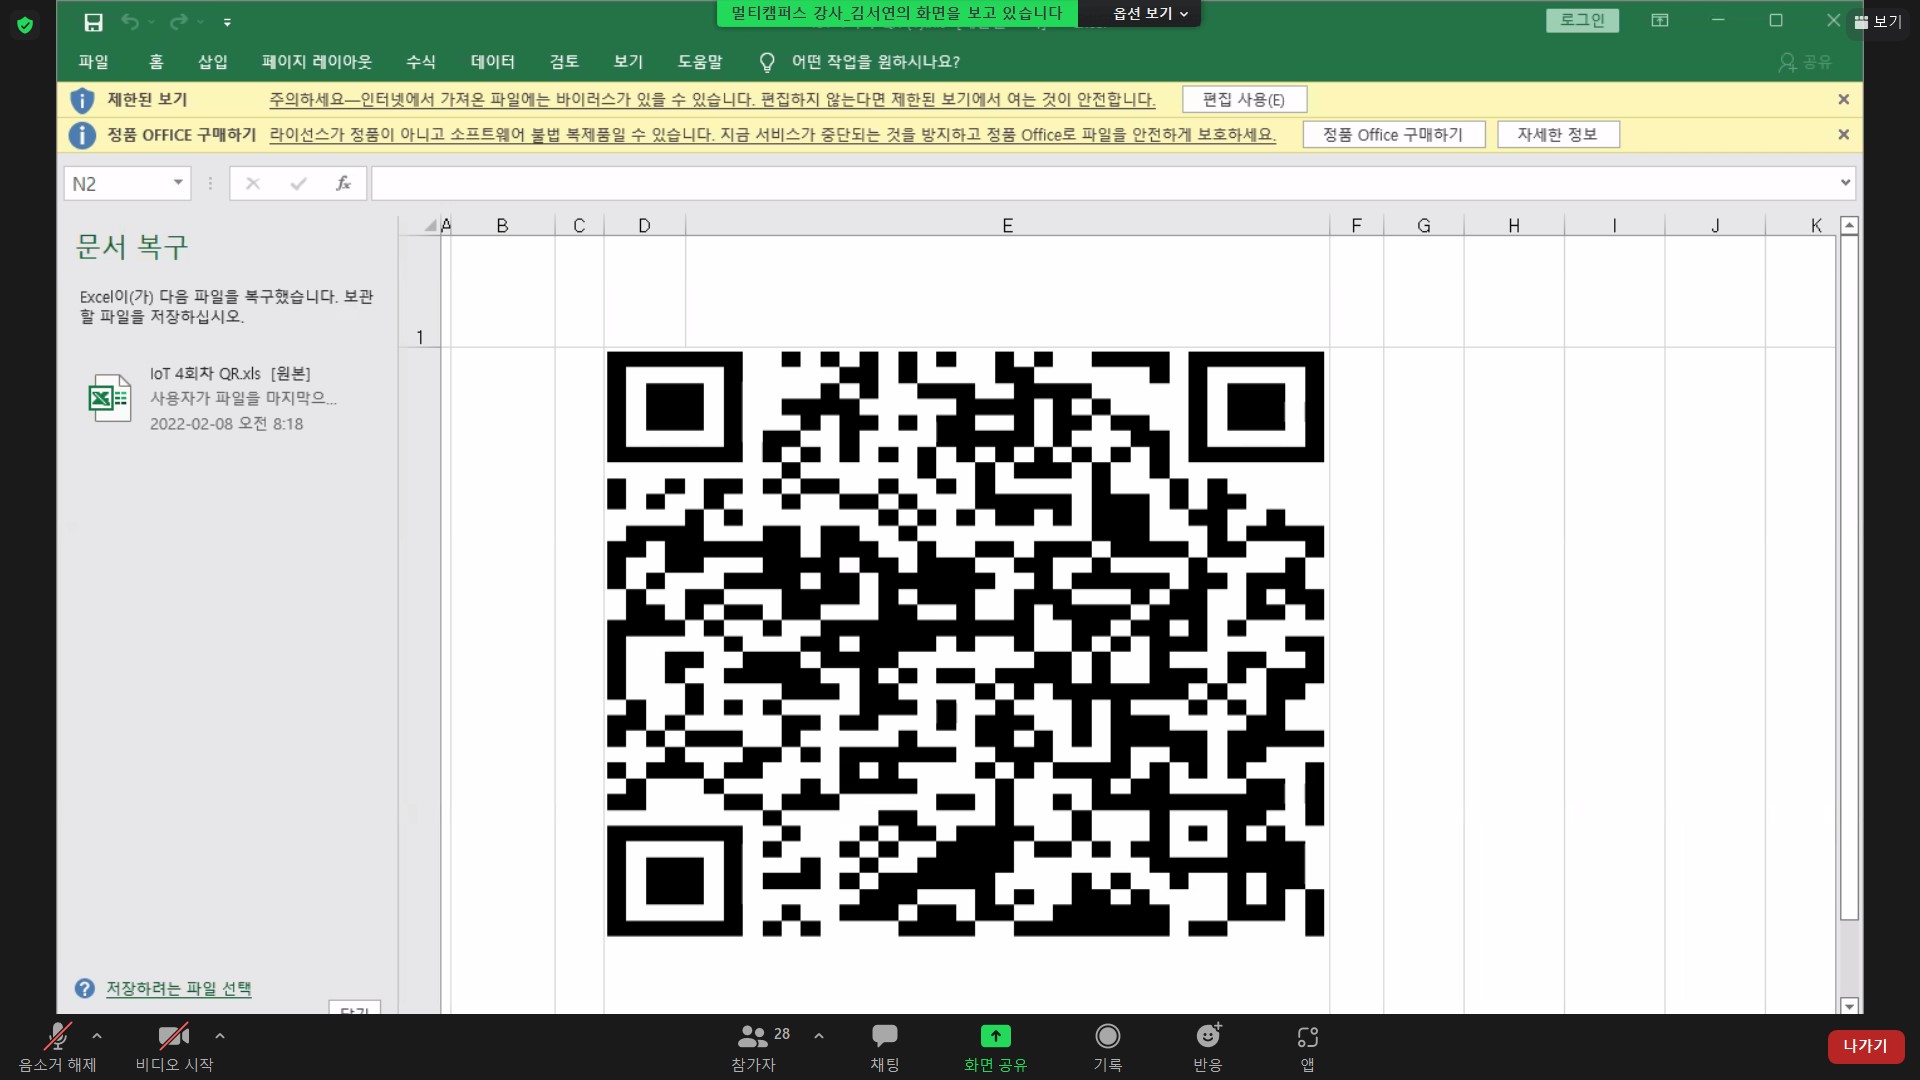 멀티캠퍼스 강사_김서연의 화면을 보고 있습니다
옵션 보기
로그인
보기
파일 홈 삽입 페이지 레이아웃 수식 데이터 검토 보기 도움말 어떤 작업을 원하시나요? 공유
제한된 보기 주의하세요—인터넷에서 가져온 파일에는 바이러스가 있을 수 있습니다. 편집하지 않는다면 제한된 보기에서 여는 것이 안전합니다. 편집 사용(E)
정품 OFFICE 구매하기 라이선스가 정품이 아니고 소프트웨어 불법 복제품일 수 있습니다. 지금 서비스가 중단되는 것을 방지하고 정품 Office로 파일을 안전하게 보호하세요. 정품 Office 구매하기 자세한 정보
N2 fx
A B C D E F G H I J K
문서 복구
Excel이(가) 다음 파일을 복구했습니다. 보관
할 파일을 저장하십시오.
1
IoT 4회차 QR.xls [원본]
사용자가 파일을 마지막으...
2022-02-08 오전 8:18
저장하려는 파일 선택
28
음소거 해제 비디오 시작 참가자 채팅 화면 공유 기록 반응 앱 나가기